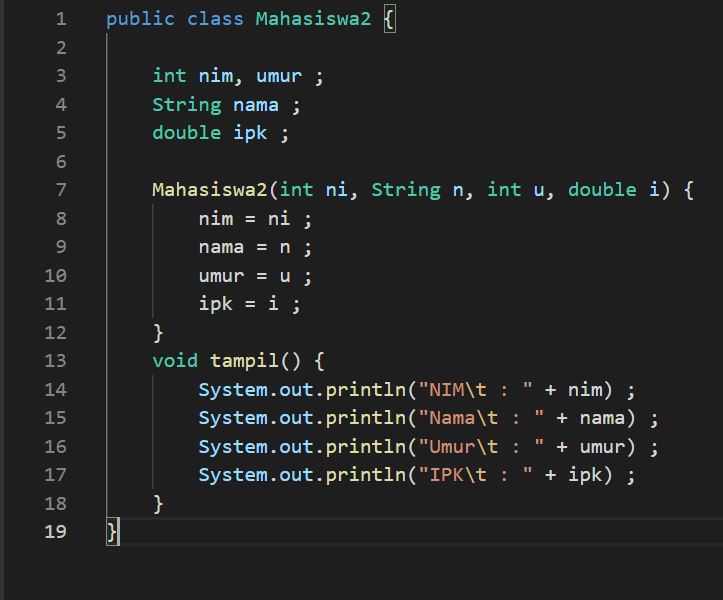 1 public class Mahasiswa2 {
2
3     int nim, umur ;
4     String nama ;
5     double ipk ;
6
7     Mahasiswa2(int ni, String n, int u, double i) {
8         nim = ni ;
9         nama = n ;
10         umur = u ;
11         ipk = i ;
12     }
13     void tampil() {
14         System.out.println("NIM\t : " + nim) ;
15         System.out.println("Nama\t : " + nama) ;
16         System.out.println("Umur\t : " + umur) ;
17         System.out.println("IPK\t : " + ipk) ;
18     }
19 }